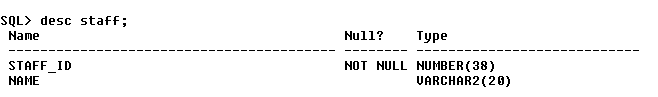 SQL> desc staff;
Name Null? Type
----------------------------------------- -------- ----------------------------
STAFF_ID NOT NULL NUMBER(38)
NAME VARCHAR2(20)